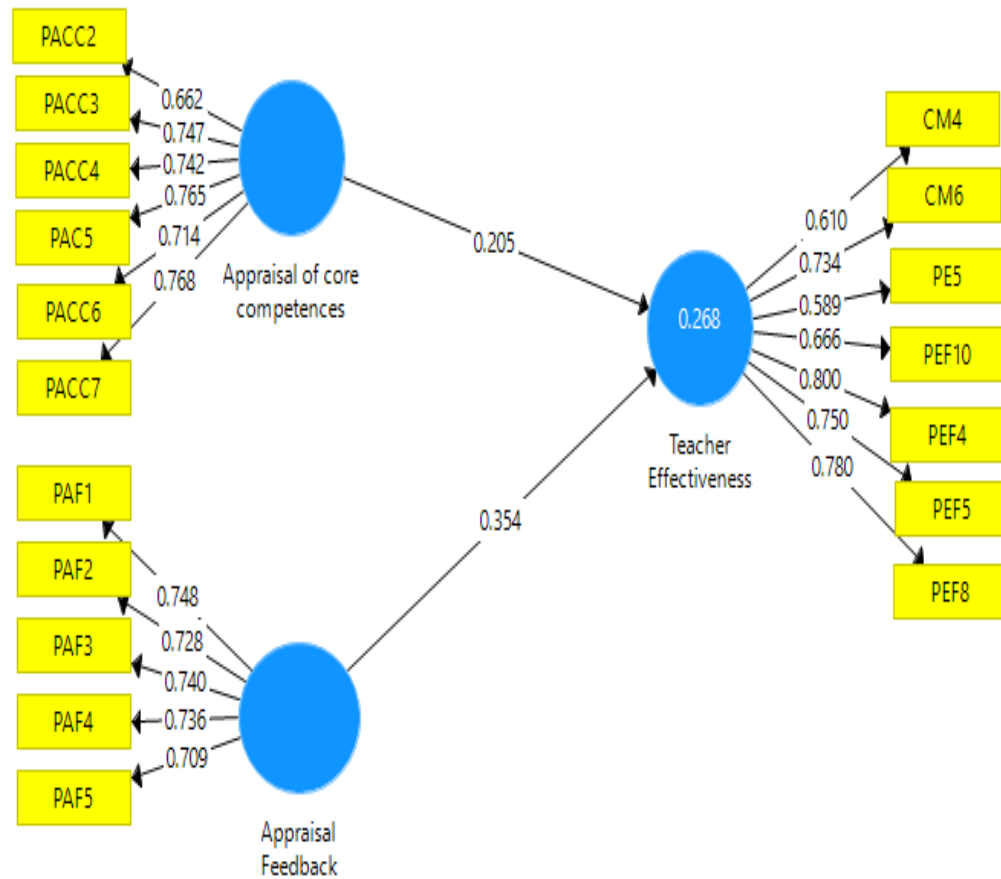 PACC2
PACC3
PACC4
PAC5
PACC6
PACC7
0.662
0.747
0.742
0.765
0.714
0.768
Appraisal of core
competences
0.205
PAF1
PAF2
PAF3
PAF4
PAF5
0.748
0.728
0.740
0.736
0.709
Appraisal
Feedback
0.354
0.268
Teacher
Effectiveness
0.610
0.734
0.589
0.666
0.800
0.750
0.780
CM4
CM6
PE5
PEF10
PEF4
PEF5
PEF8